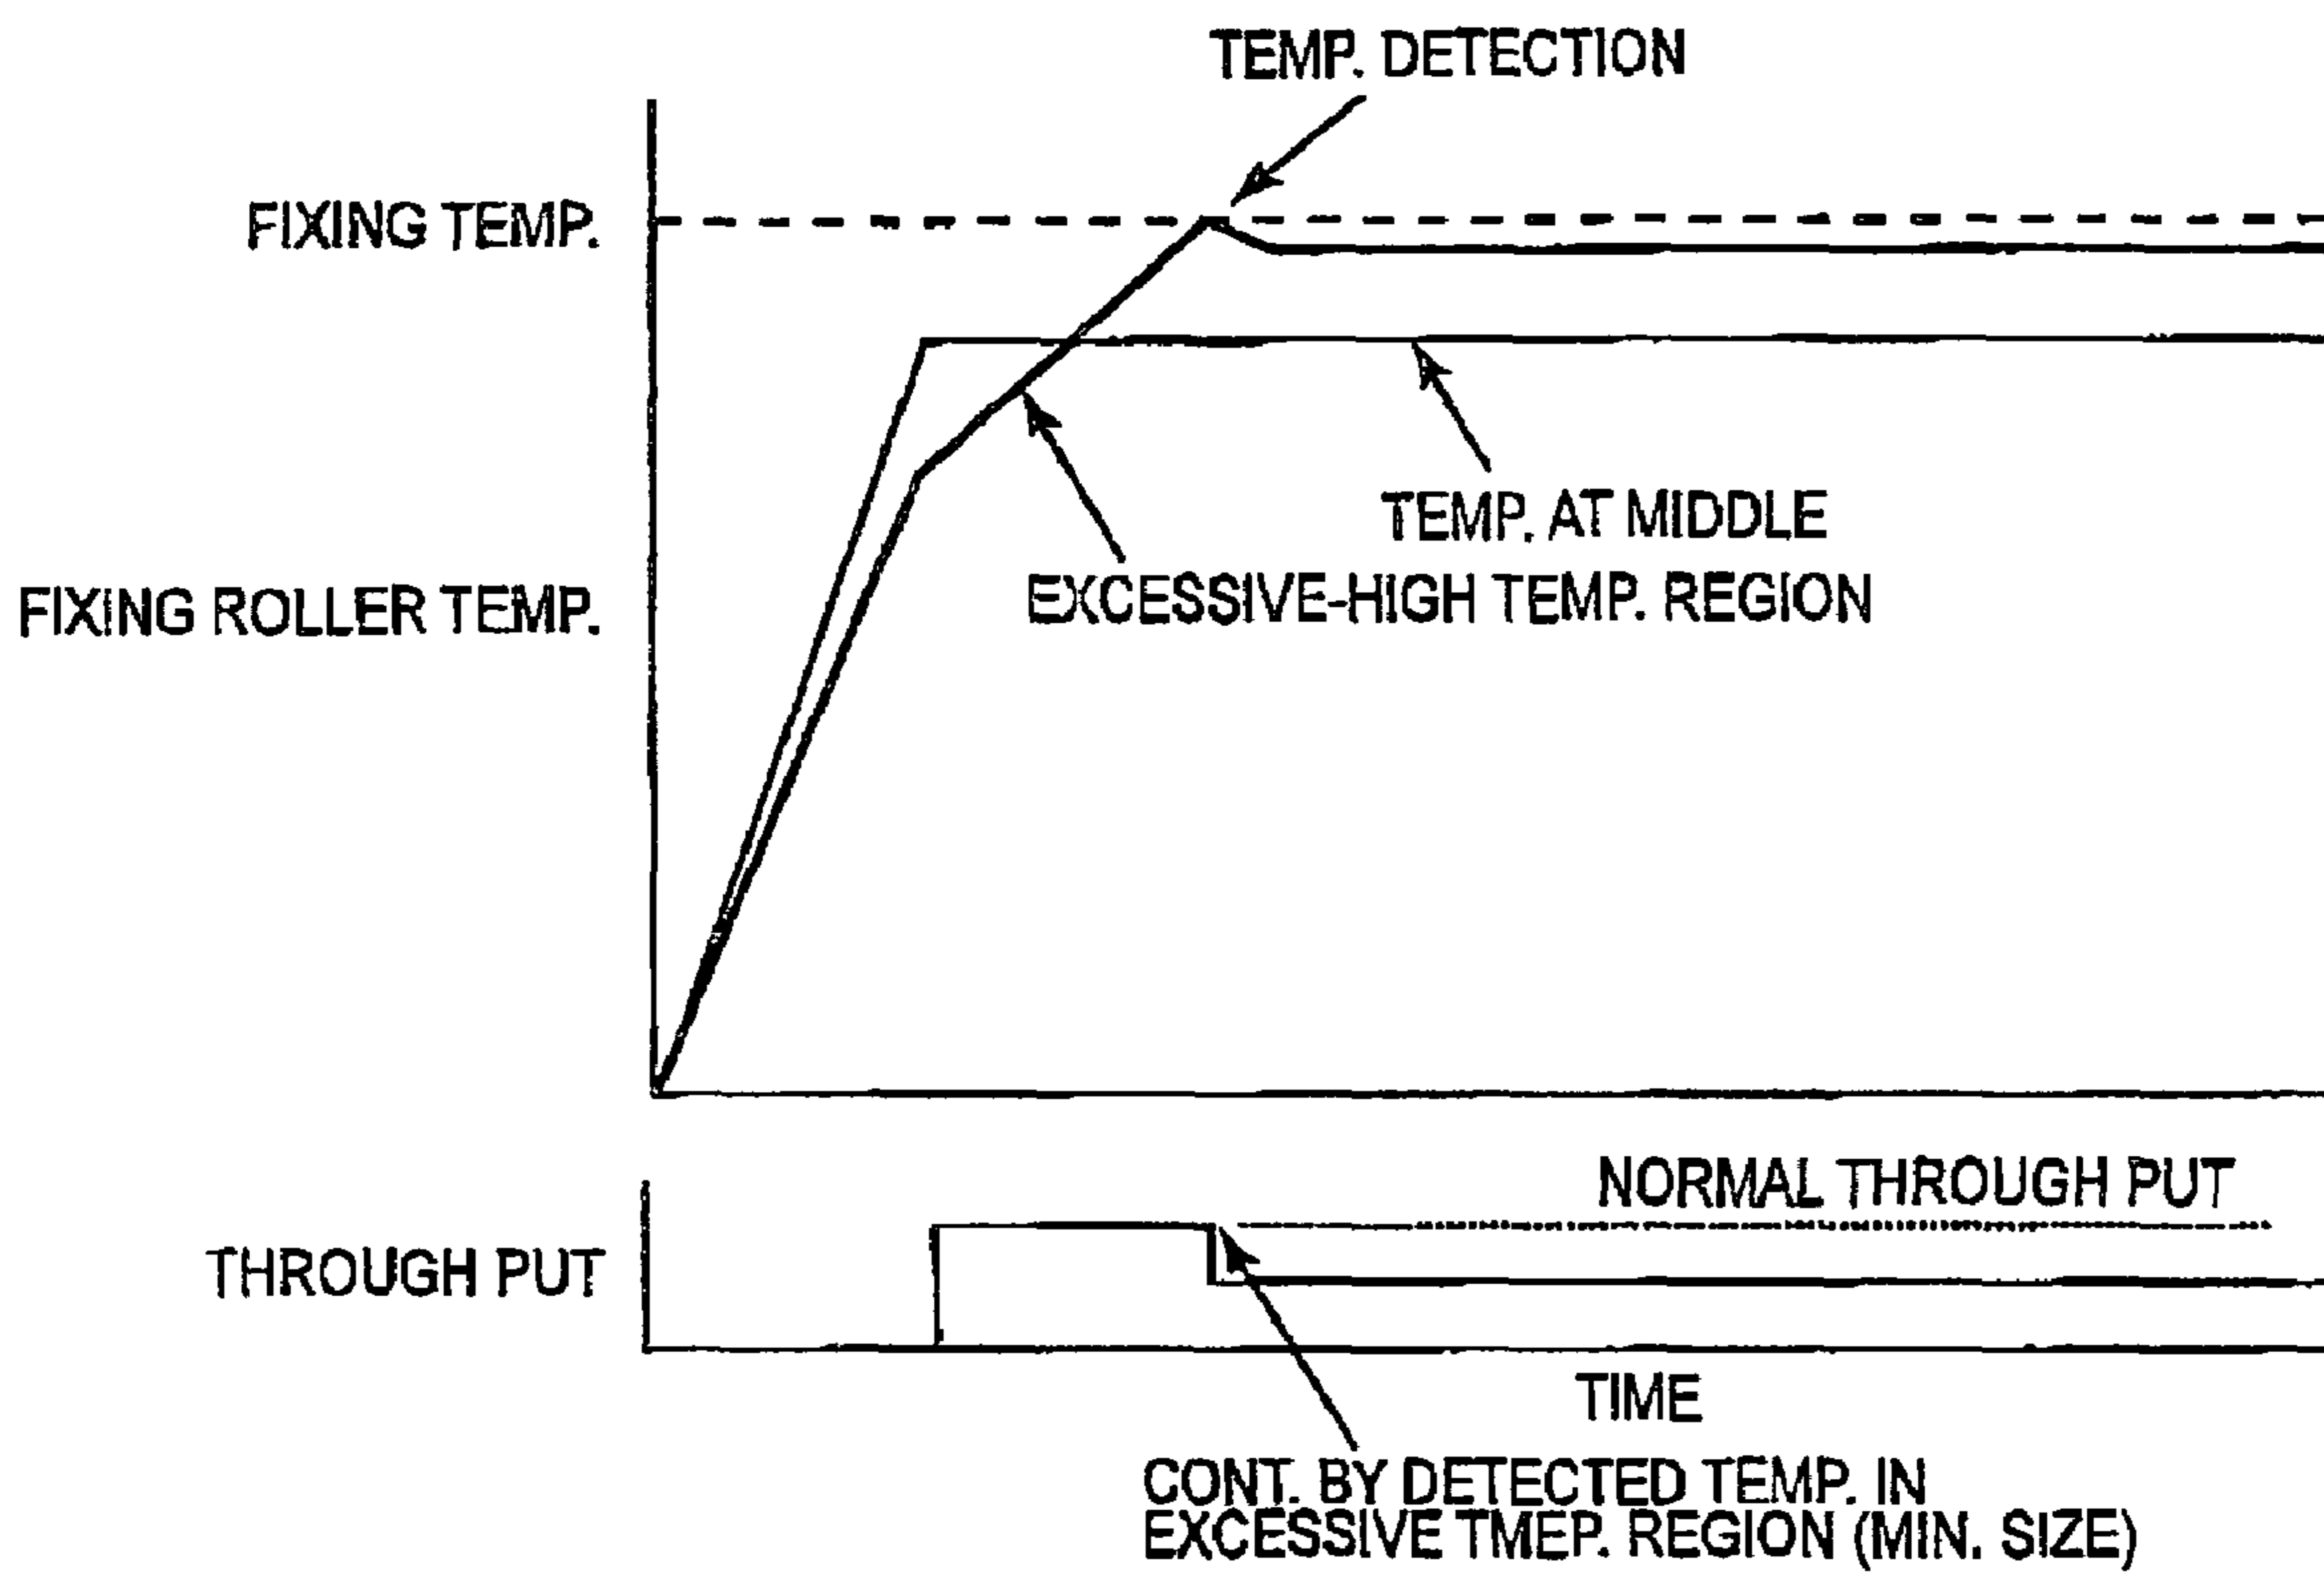 TEMP. DETECTION
FIXING TEMP.
TEMP. AT MIDDLE
EXCESSIVE-HIGH TEMP. REGION
FIXING ROLLER TEMP.
NORMAL THROUGH PUT
THROUGH PUT
TIME
CONT. BY DETECTED TEMP. IN
EXCESSIVE TMEP. REGION (MIN. SIZE)